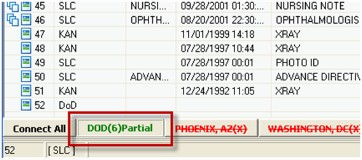 45 SLC NURSI... 09/28/2001 01:30:... NURSING NOTE
46 SLC OPHTH... 08/30/2001 22:30... OPHTHALMOLOGIS
47 KAN 11/01/1999 14:18 XRAY
48 KAN 07/28/1997 10:44 XRAY
49 SLC 07/28/1997 00:01 PHOTO ID
50 SLC ADVAN... 07/28/1997 00:01 ADVANCE DIRECTIV
51 KAN 12/24/1992 11:05 XRAY
52 DoD
Connect All DOD(6)Partial PHOENIX, AZ(X) WASHINGTON, DC(X
52 [ SLC ]